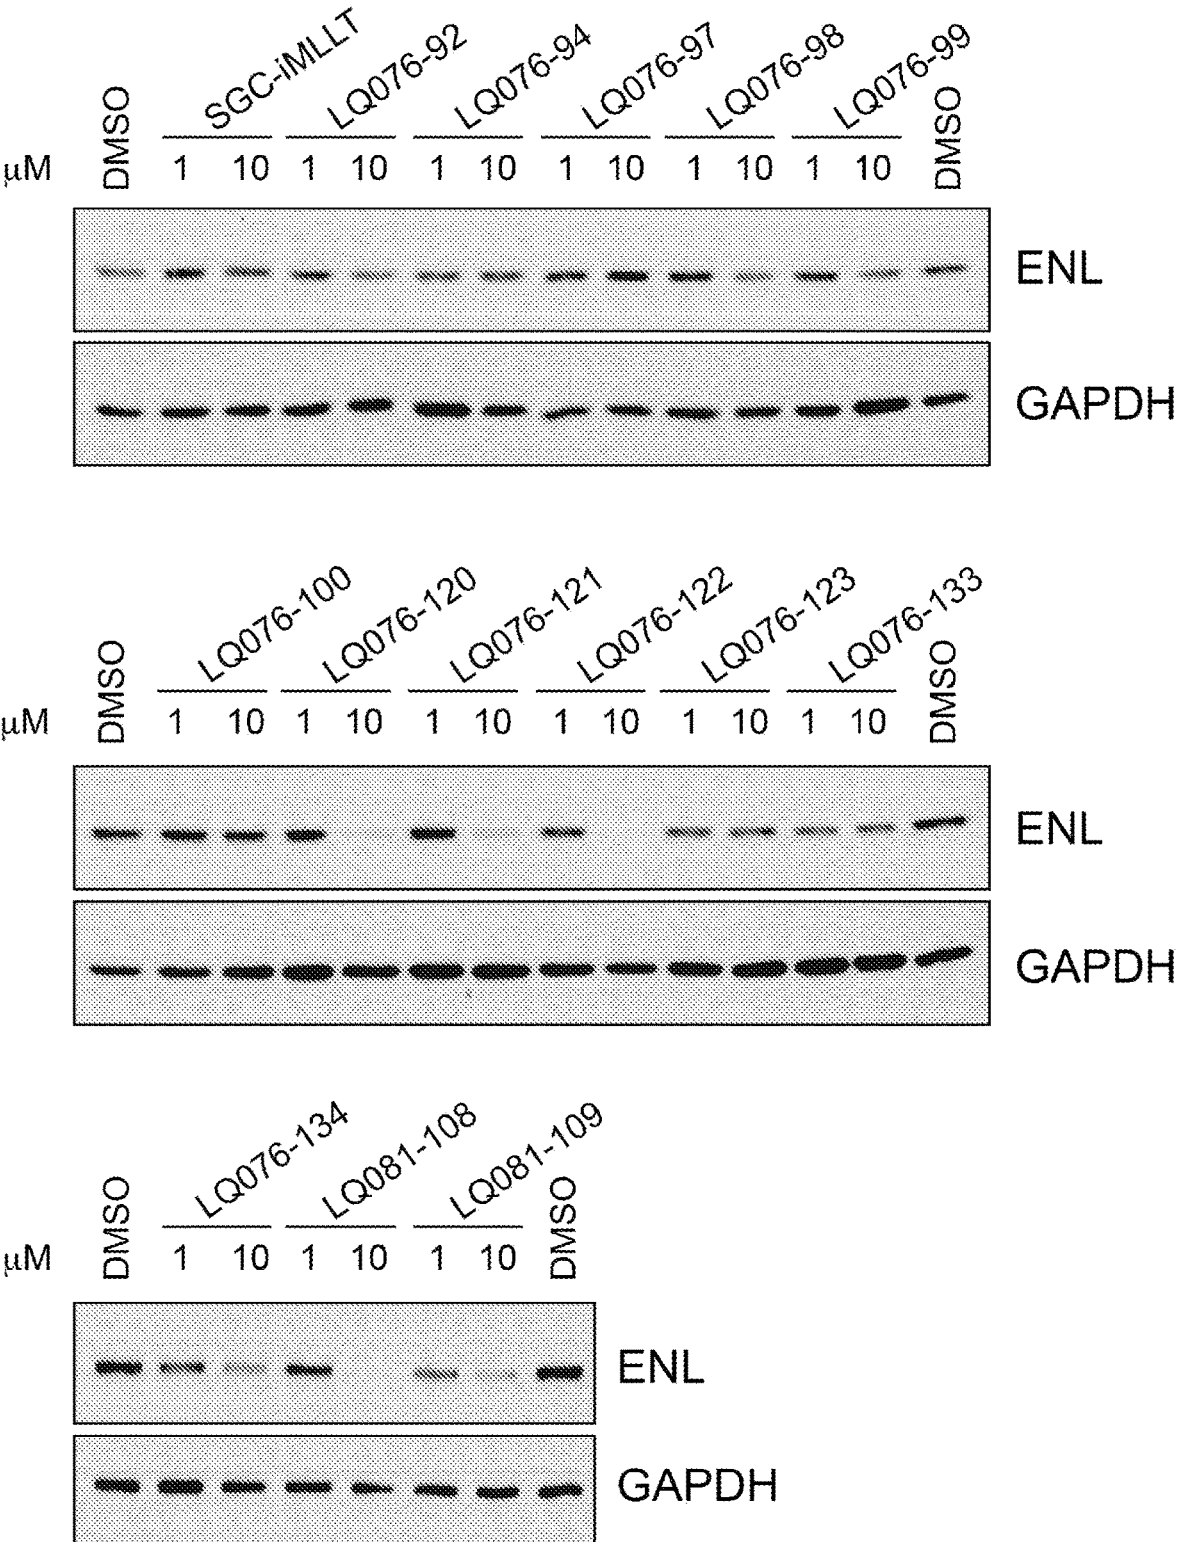 DMSO SGC-iMLLT LQ076-92 LQ076-94 LQ076-97 LQ076-98 LQ076-99 DMSO
μM 1 10 1 10 1 10 1 10 1 10 1 10
ENL
GAPDH
DMSO LQ076-100 LQ076-120 LQ076-121 LQ076-122 LQ076-123 LQ076-133 DMSO
μM 1 10 1 10 1 10 1 10 1 10 1 10
ENL
GAPDH
DMSO LQ076-134 LQ081-108 LQ081-109 DMSO
μM 1 10 1 10 1 10
ENL
GAPDH